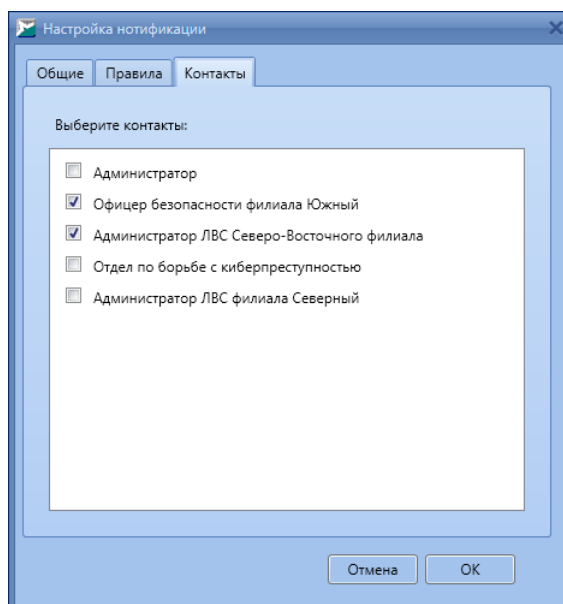 Настройка нотификации
Общие Правила Контакты
Выберите контакты:
Администратор
Офицер безопасности филиала Южный
Администратор ЛВС Северо-Восточного филиала
Отдел по борьбе с киберпреступностью
Администратор ЛВС филиала Северный
Отмена ОК